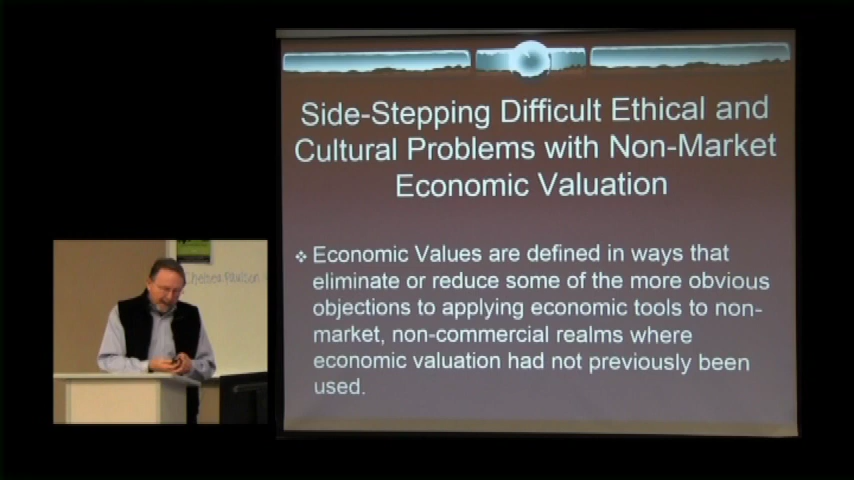 Side-Stepping Difficult Ethical and
Cultural Problems with Non-Market
Economic Valuation
❖ Economic Values are defined in ways that
eliminate or reduce some of the more obvious
objections to applying economic tools to non-
market, non-commercial realms where
economic valuation had not previously been
used.
Chelsea